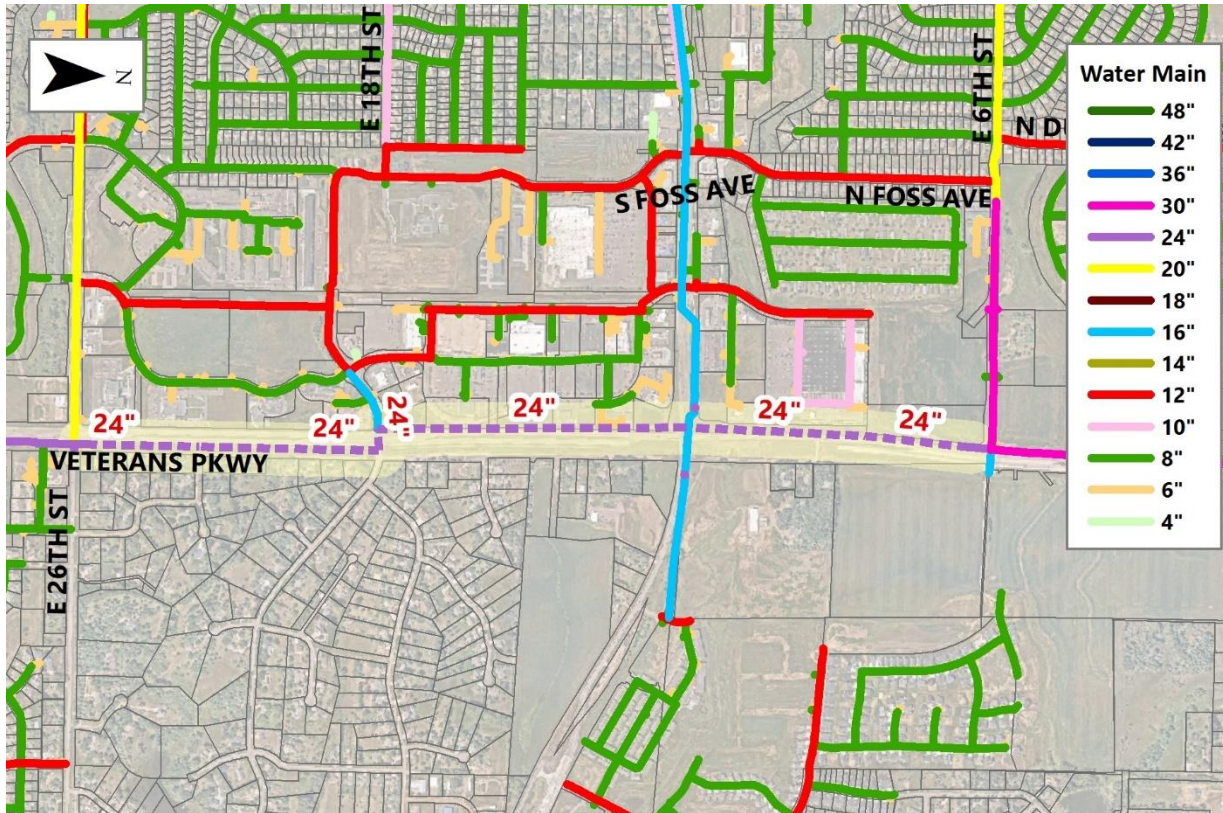 E 18TH ST
E 6TH ST
N
Water Main
48"
42"
36"
30"
24"
20"
18"
16"
14"
12"
10"
8"
6"
4"
S FOSS AVE
N FOSS AVE
24"
24"
24"
24"
24"
24"
VETERANS PKWY
E 26TH ST